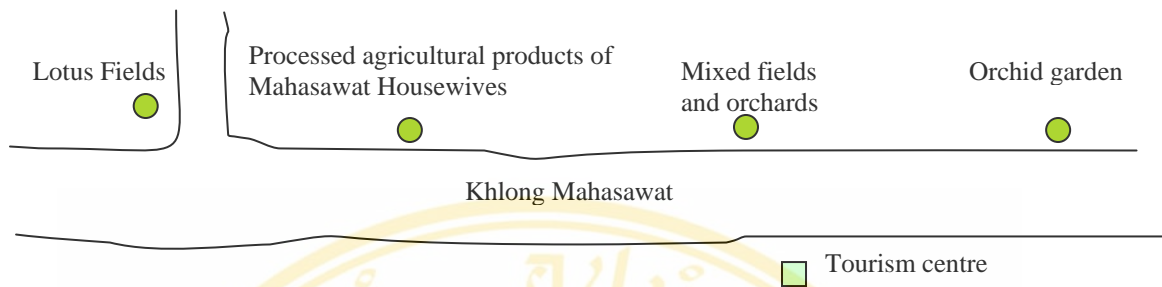 Lotus Fields
Processed agricultural products of
Mahasawat Housewives
Mixed fields
and orchards
Orchid garden
Khlong Mahasawat
Tourism centre